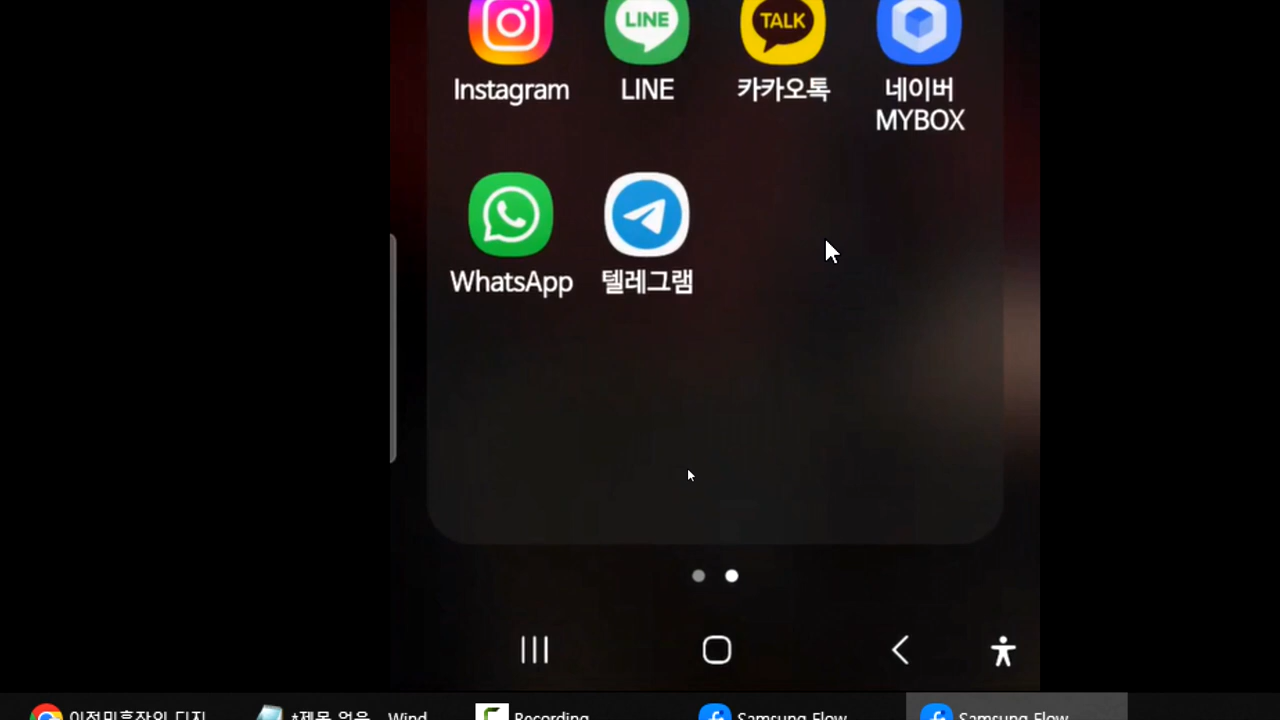 LINE
TALK
Instagram
LINE
카카오톡
네이버
MYBOX
WhatsApp
텔레그램
Recording
Samsung Flow
Samsung Flow